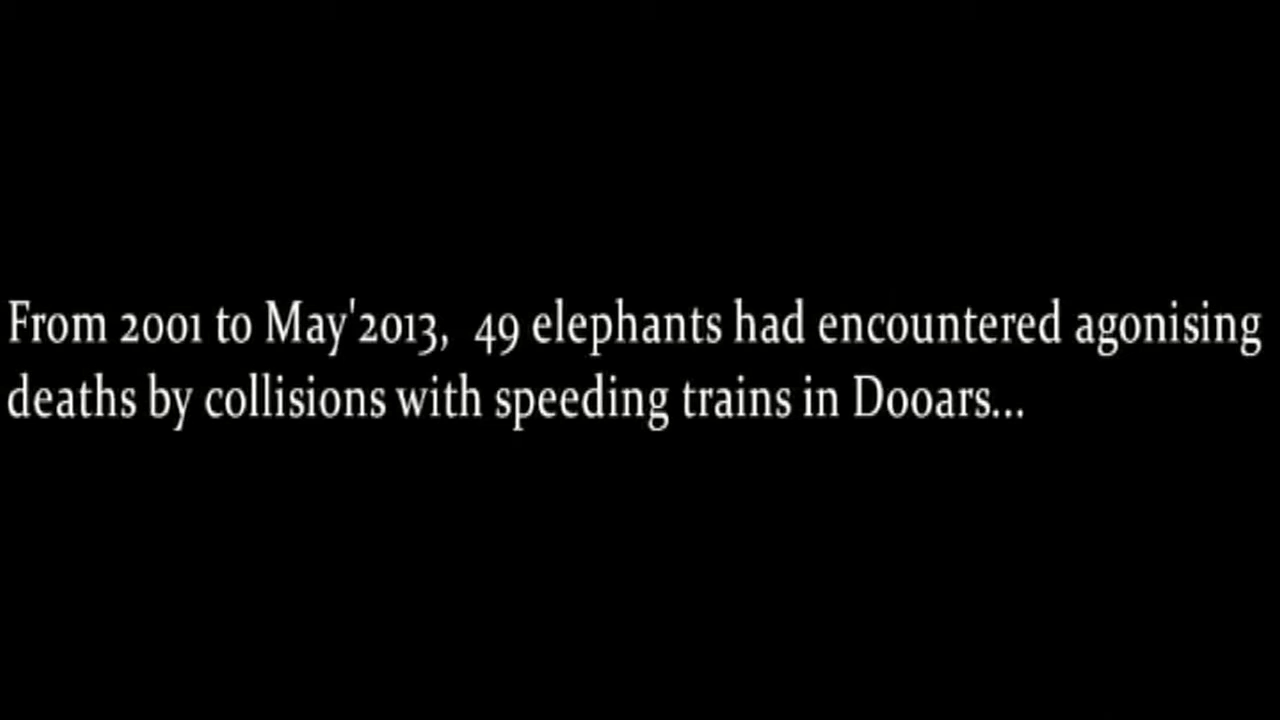 From 2001 to May'2013,  49 elephants had encountered agonising
deaths by collisions with speeding trains in Dooars...